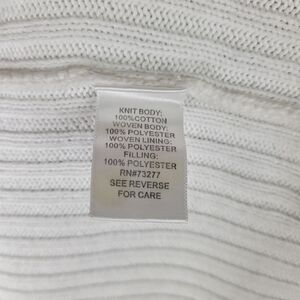 KNIT BODY:
100%COTTON
WOVEN BODY:
100% POLYESTER
WOVEN LINING:
100% POLYESTER
FILLING:
100% POLYESTER
RN#73277
SEE REVERSE
FOR CARE